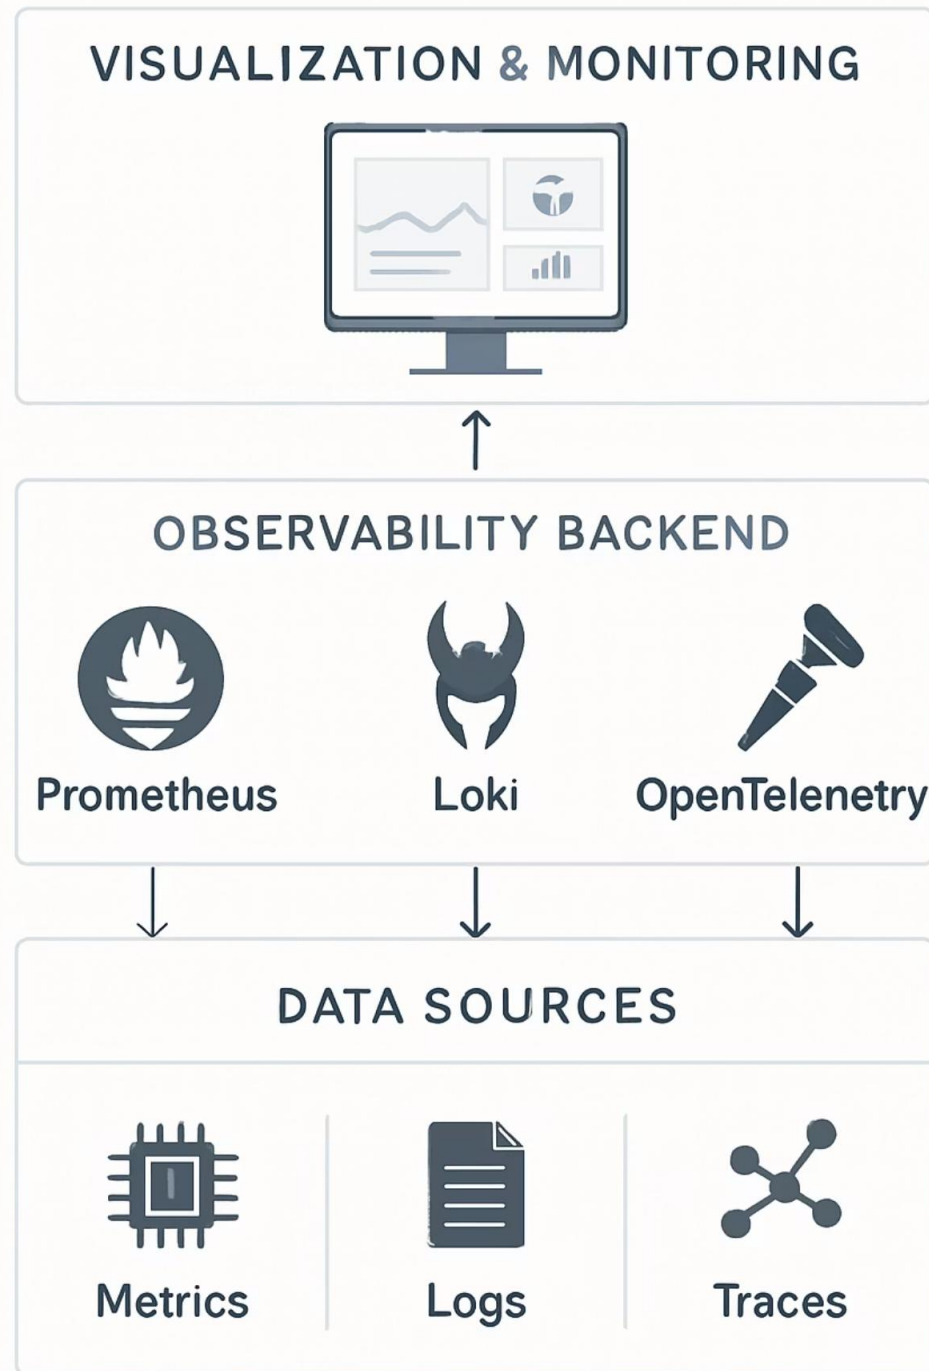 VISUALIZATION & MONITORING
OBSERVABILITY BACKEND
Prometheus
Loki
OpenTelenetry
DATA SOURCES
Metrics
Logs
Traces